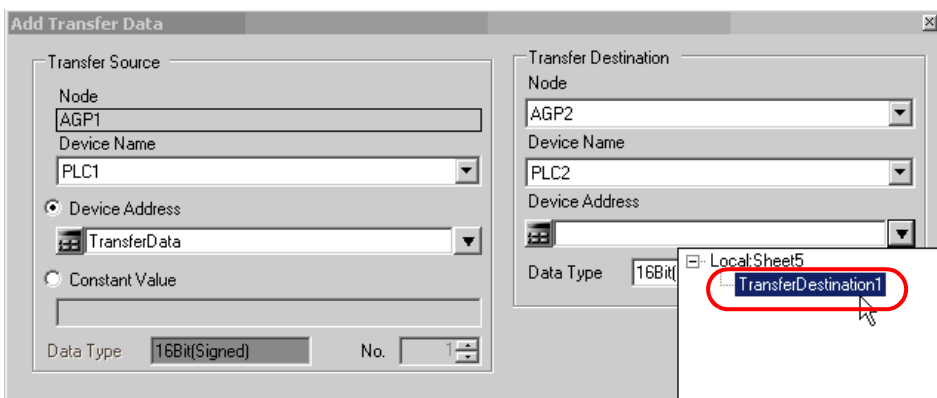 Add Transfer Data
Transfer Source
Node
AGP1
Device Name
PLC1
Device Address
TransferData
Constant Value
Data Type 16Bit(Signed) No. 1
Transfer Destination
Node
AGP2
Device Name
PLC2
Device Address
Data Type 16Bit(
Local:Sheet5
TransferDestination1